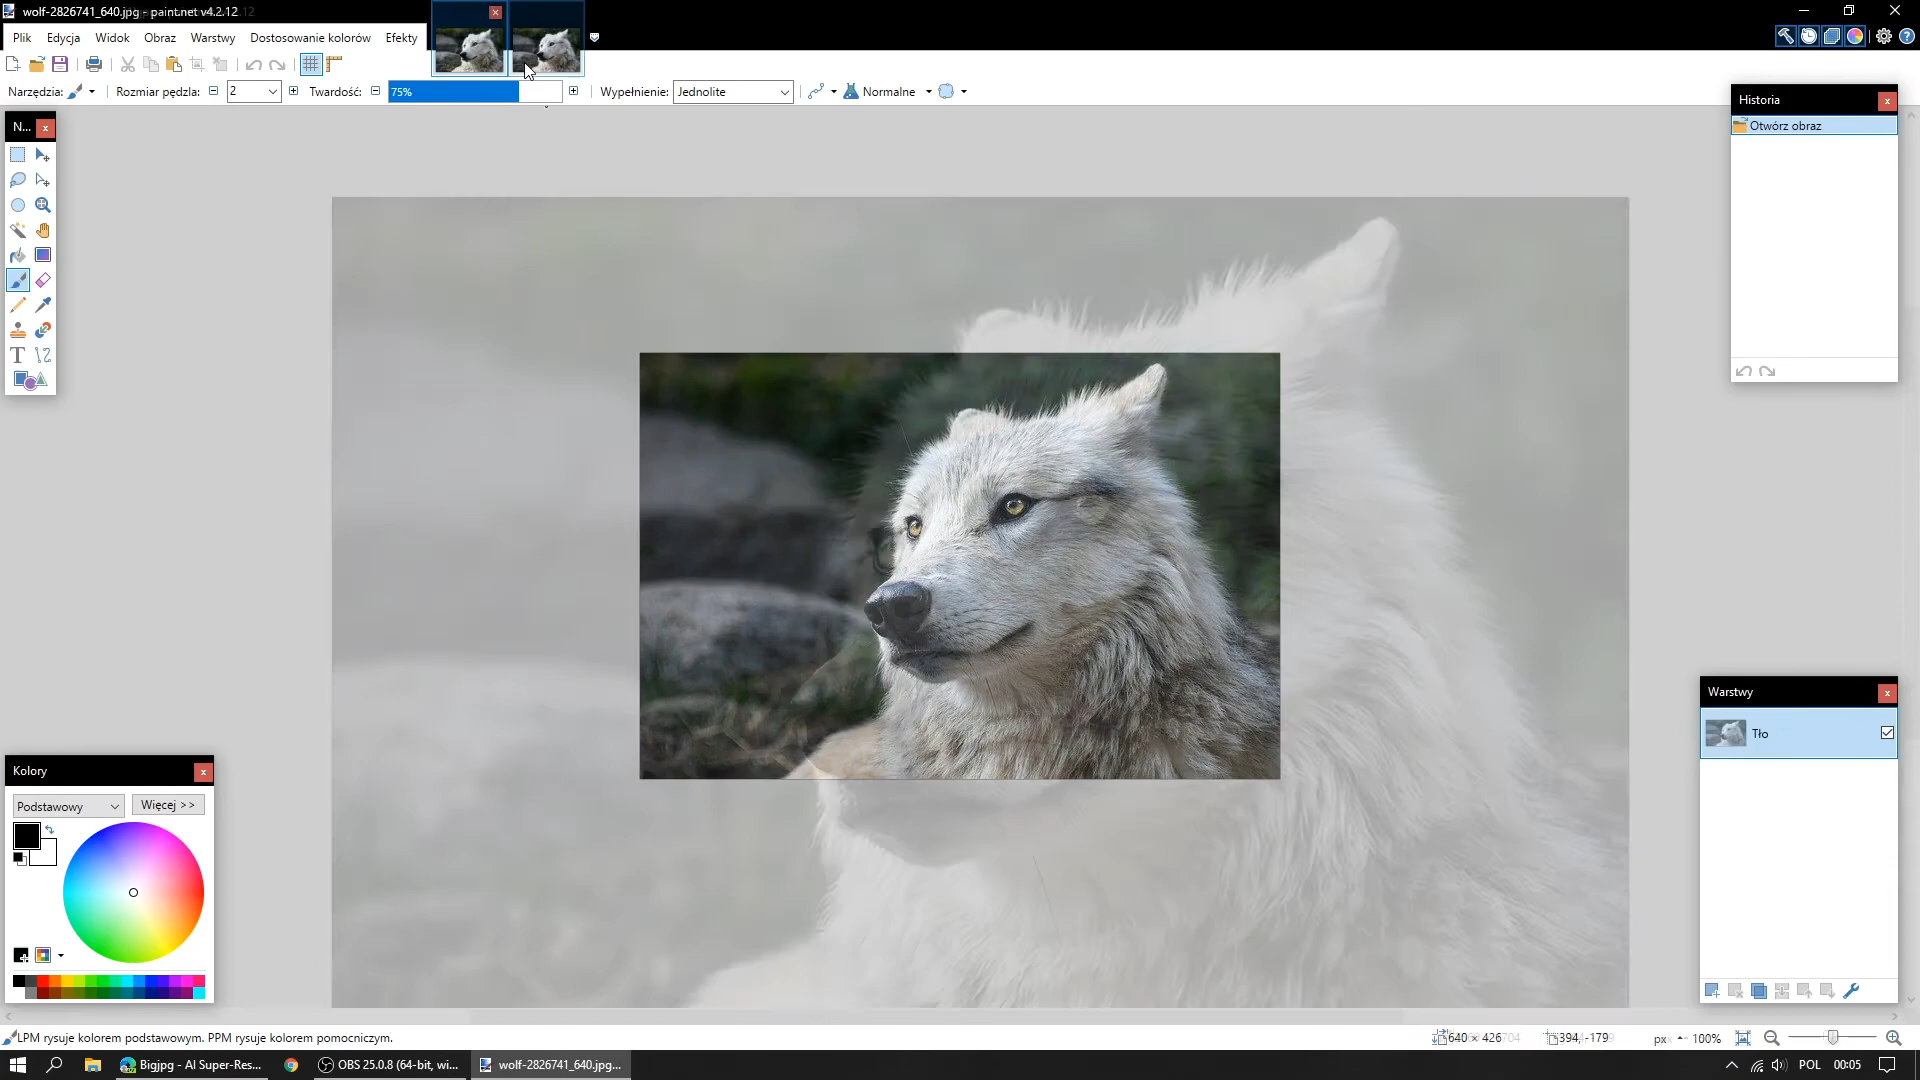 wolf-2826741_640.jpg - paint.net v4.2.12
Plik Edycja Widok Obraz Warstwy Dostosowanie kolorów Efekty
Narzędzia: Rozmiar pędzla: 2 Twardość: 75% Wypełnienie: Jednolite Normalne
N...
Historia
Otwórz obraz
Warstwy
Tło
Kolory
Podstawowy Więcej >>
LPM rysuje kolorem podstawowym. PPM rysuje kolorem pomocniczym.
640 × 426 394, -179 px 100%
Bigjpg - AI Super-Res... OBS 25.0.8 (64-bit, wi... wolf-2826741_640.jpg... POL 00:05